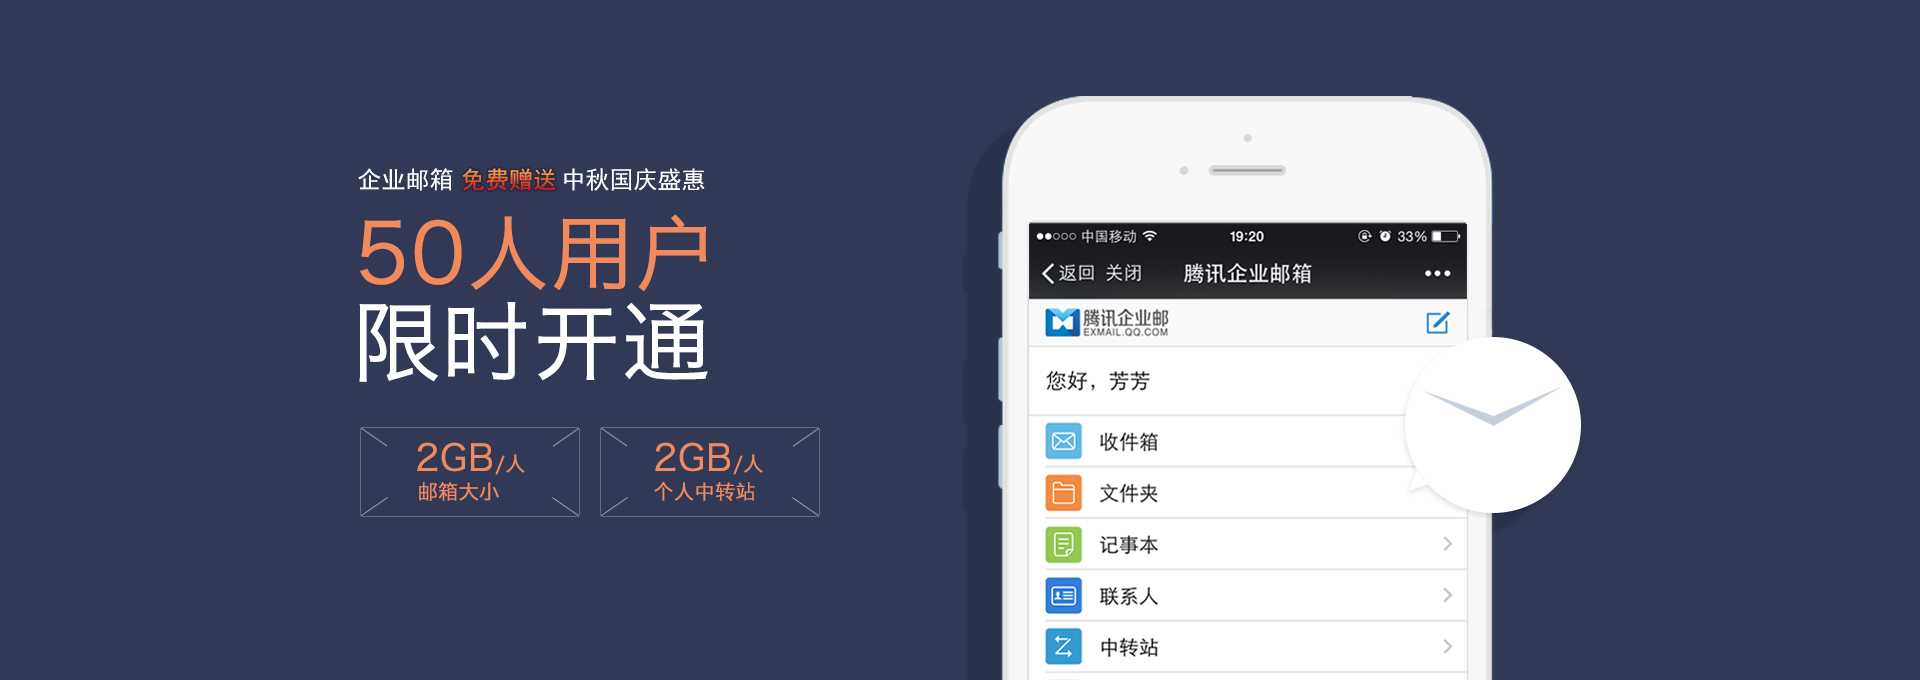 企业邮箱 免费赠送 中秋国庆盛惠
50人用户
限时开通
2GB/人
邮箱大小
2GB/人
个人中转站
中国移动 19:20 33%
返回 关闭 腾讯企业邮箱
腾讯企业邮
EXMAIL.QQ.COM
您好，芳芳
收件箱
文件夹
记事本
联系人
中转站